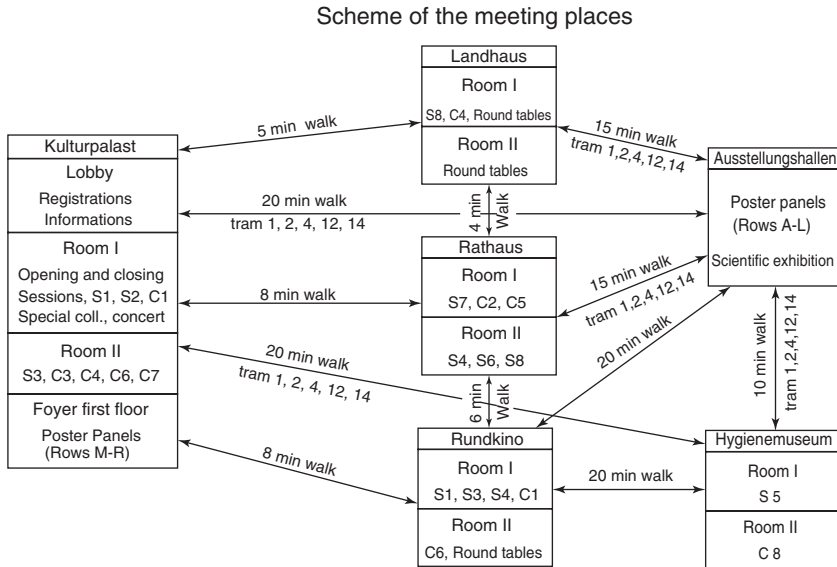 Scheme of the meeting places
Landhaus
Room I
S8, C4, Round tables
Room II
Round tables
5 min walk
15 min walk
tram 1,2,4,12,14
Kulturpalast
Lobby
Registrations
Informations
Room I
Opening and closing
Sessions, S1, S2, C1
Special coll., concert
Room II
S3, C3, C4, C6, C7
Foyer first floor
Poster Panels
(Rows M-R)
20 min walk
tram 1, 2, 4, 12, 14
4 min
Walk
Ausstellungshallen
Poster panels
(Rows A-L)
Scientific exhibition
Rathaus
Room I
S7, C2, C5
Room II
S4, S6, S8
8 min walk
15 min walk
tram 1,2,4,12,14
20 min walk
tram 1, 2, 4, 12, 14
20 min walk
10 min walk
tram 1,2,4,12,14
6 min
Walk
8 min walk
Rundkino
Room I
S1, S3, S4, C1
Room II
C6, Round tables
20 min walk
Hygienemuseum
Room I
S 5
Room II
C 8